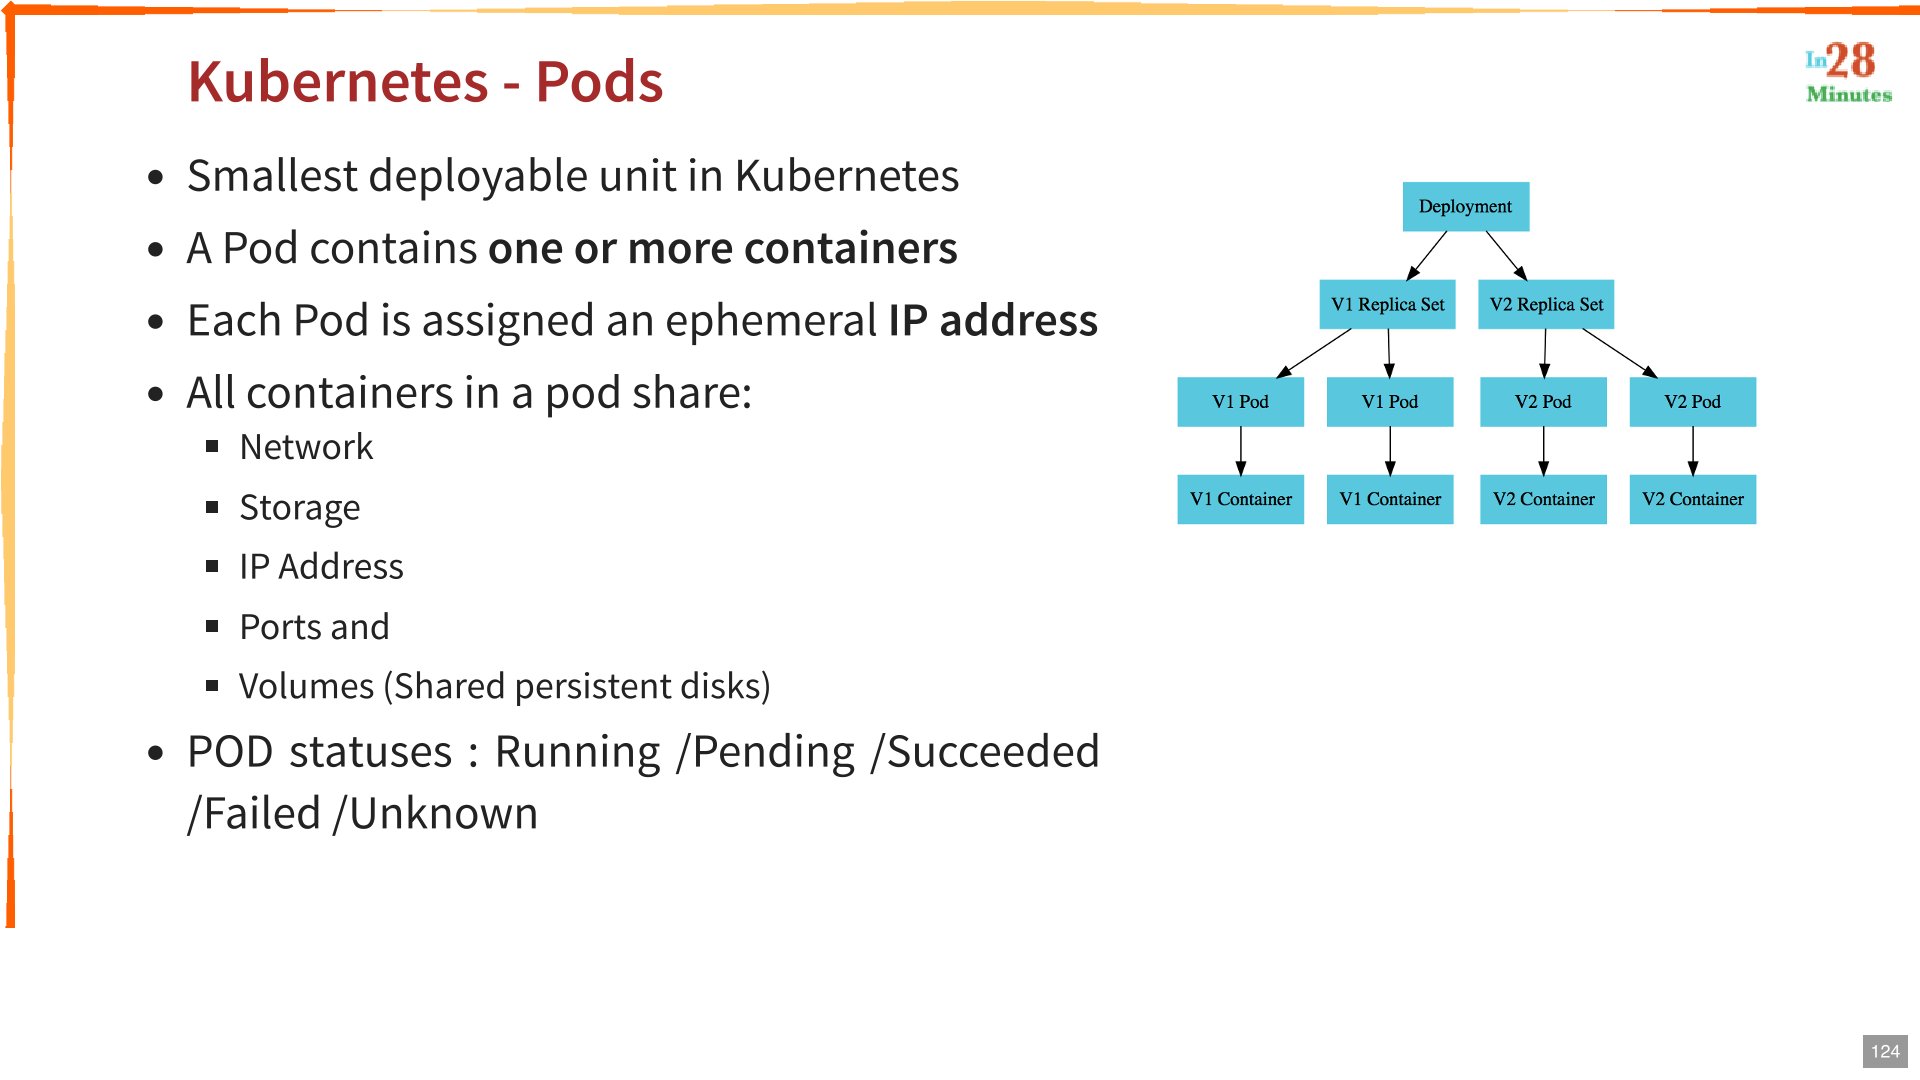 Kubernetes - Pods
In28
Minutes
Smallest deployable unit in Kubernetes
A Pod contains one or more containers
Each Pod is assigned an ephemeral IP address
All containers in a pod share:
Network
Storage
IP Address
Ports and
Volumes (Shared persistent disks)
POD statuses : Running /Pending /Succeeded
/Failed /Unknown
Deployment
V1 Replica Set
V2 Replica Set
V1 Pod
V1 Pod
V2 Pod
V2 Pod
V1 Container
V1 Container
V2 Container
V2 Container
124